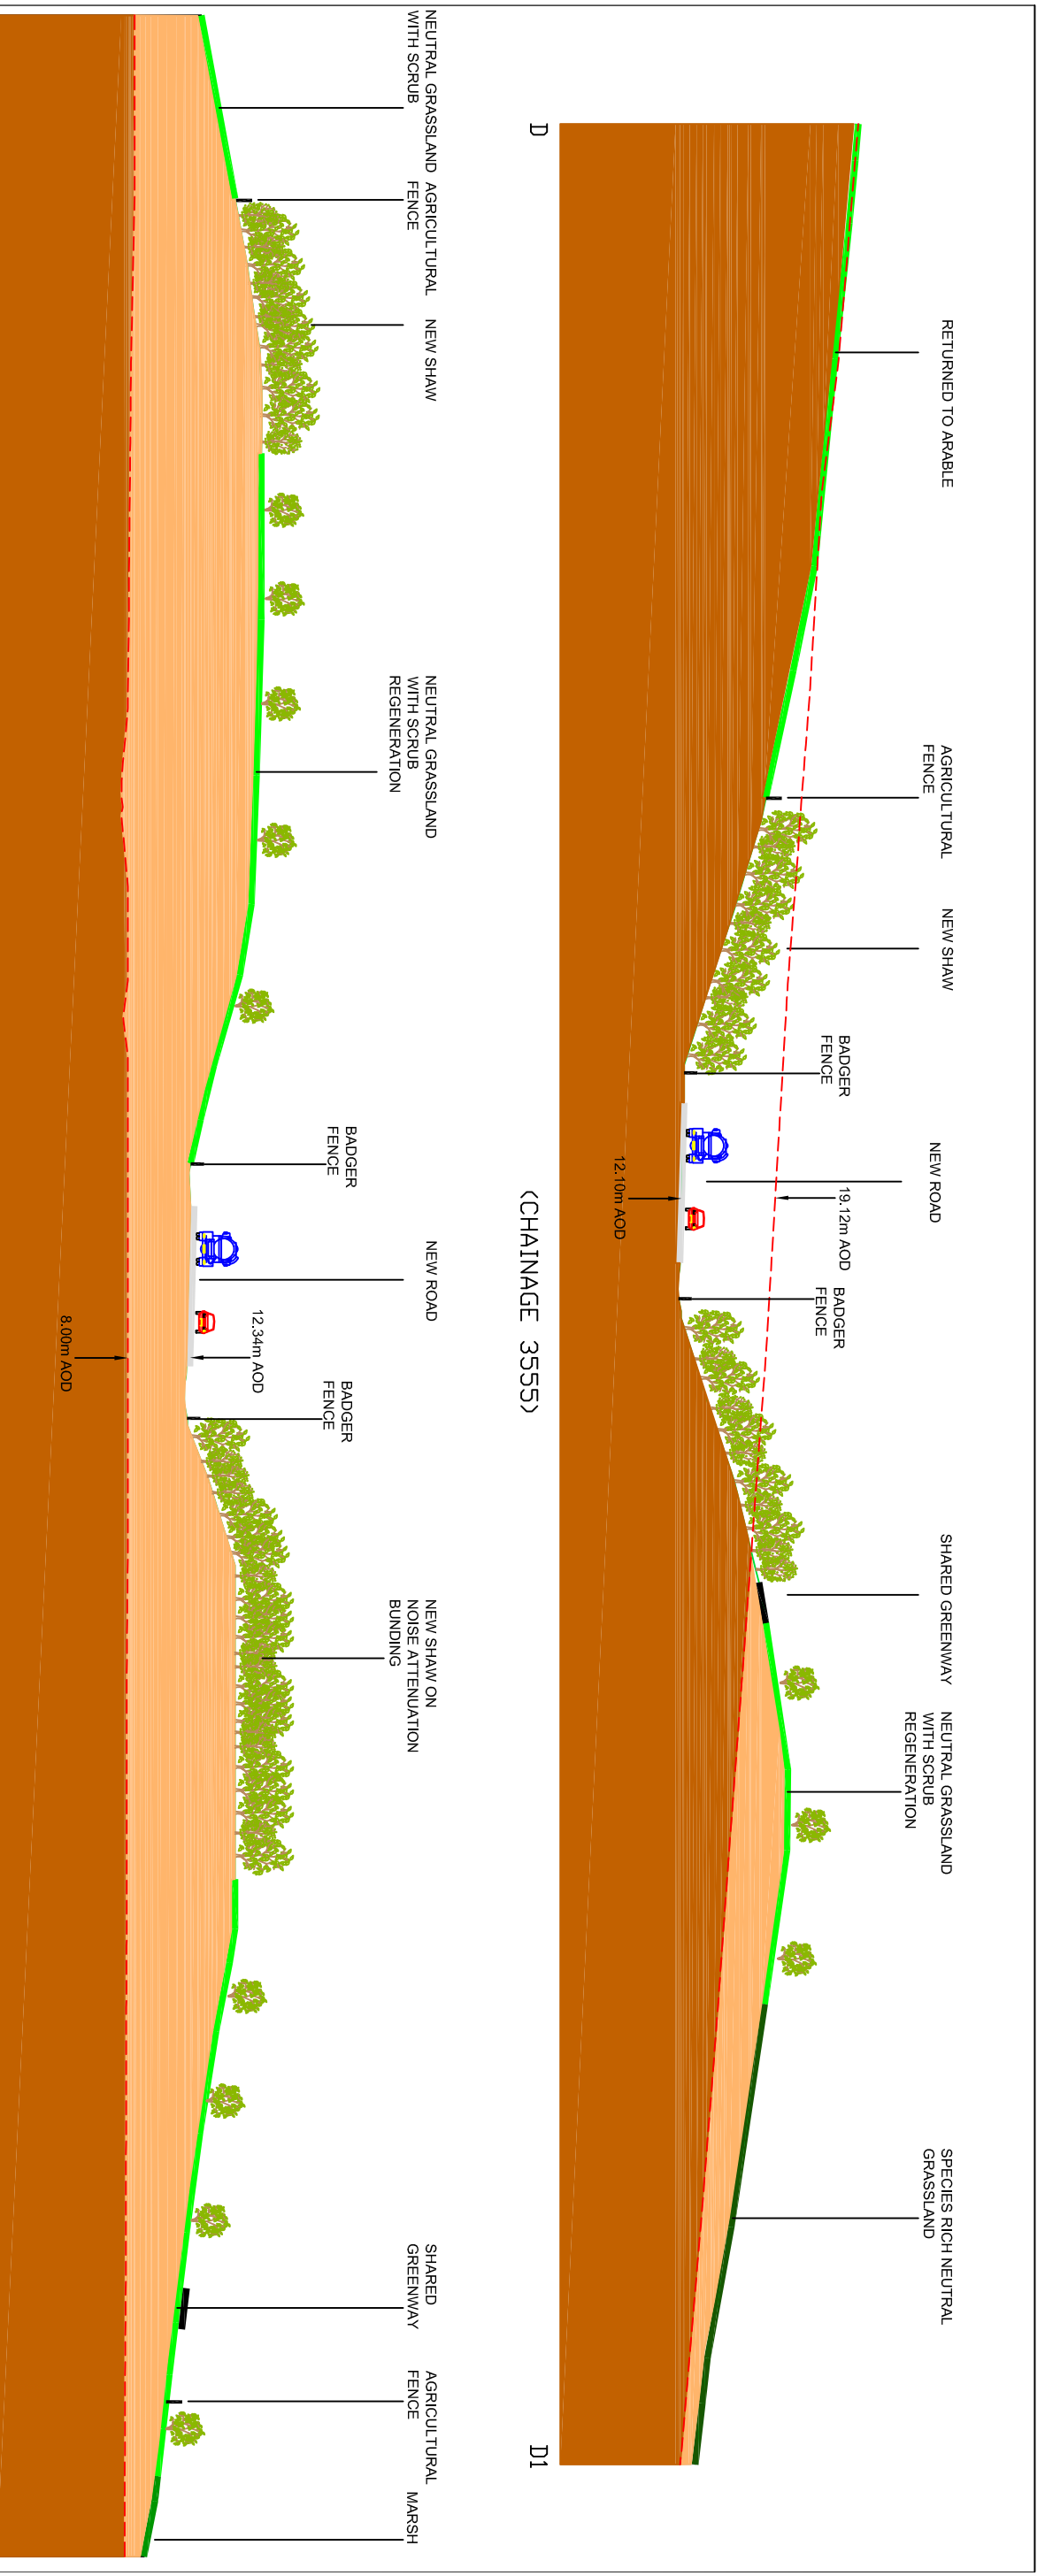 RETURNED TO ARABLE
AGRICULTURAL
FENCE
NEW SHAW
BADGER
FENCE
NEW ROAD
19.12m AOD
12.10m AOD
BADGER
FENCE
SHARED GREENWAY
NEUTRAL GRASSLAND
WITH SCRUB
REGENERATION
SPECIES RICH NEUTRAL
GRASSLAND
D
(CHAINAGE 3555)
D1
NEUTRAL GRASSLAND
WITH SCRUB
AGRICULTURAL
FENCE
NEW SHAW
NEUTRAL GRASSLAND
WITH SCRUB
REGENERATION
BADGER
FENCE
NEW ROAD
12.34m AOD
8.00m AOD
BADGER
FENCE
NEW SHAW ON
NOISE ATTENUATION
BUNDING
SHARED
GREENWAY
AGRICULTURAL
FENCE
MARSH